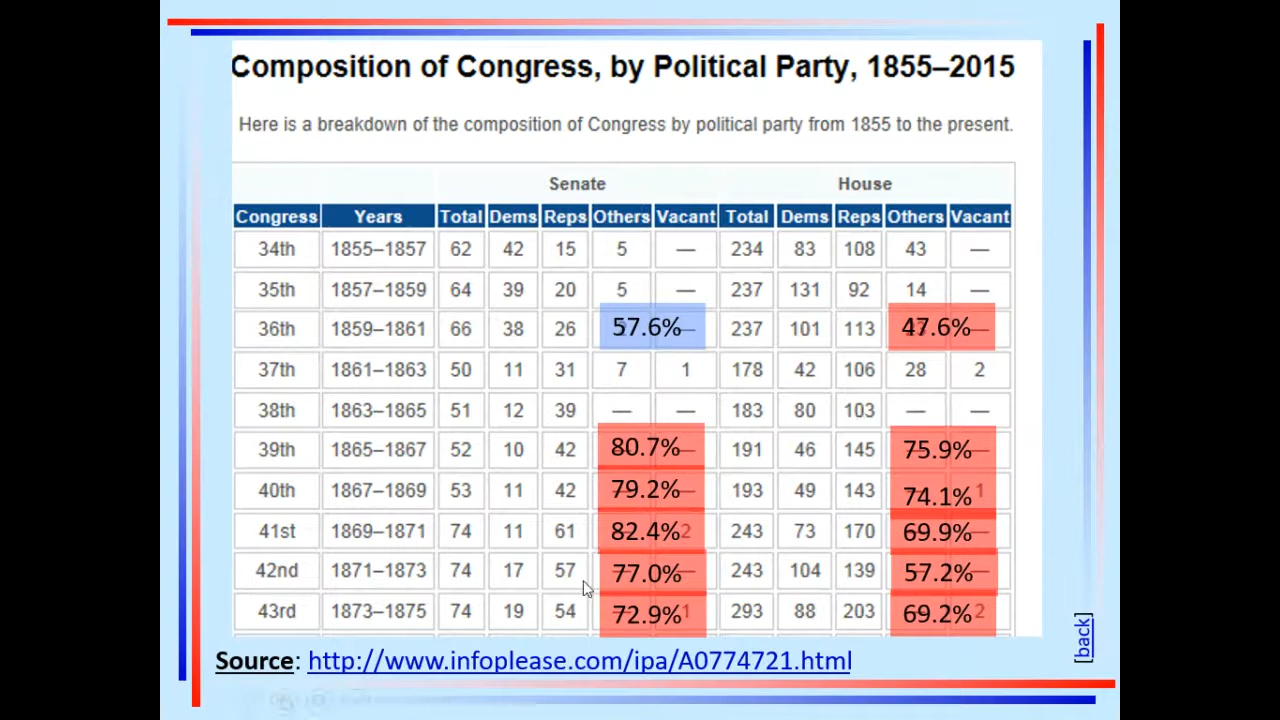 Composition of Congress, by Political Party, 1855–2015
Here is a breakdown of the composition of Congress by political party from 1855 to the present.
Senate House
Congress Years Total Dems Reps Others Vacant Total Dems Reps Others Vacant
34th 1855–1857 62 42 15 5 — 234 83 108 43 —
35th 1857–1859 64 39 20 5 — 237 131 92 14 —
36th 1859–1861 66 38 26 57.6% — 237 101 113 47.6% —
37th 1861–1863 50 11 31 7 1 178 42 106 28 2
38th 1863–1865 51 12 39 — — 183 80 103 — —
39th 1865–1867 52 10 42 80.7% — 191 46 145 75.9% —
40th 1867–1869 53 11 42 79.2% — 193 49 143 74.1% 1
41st 1869–1871 74 11 61 82.4% 2 243 73 170 69.9% —
42nd 1871–1873 74 17 57 77.0% — 243 104 139 57.2% —
43rd 1873–1875 74 19 54 72.9% 1 293 88 203 69.2% 2
Source: http://www.infoplease.com/ipa/A0774721.html
[back]